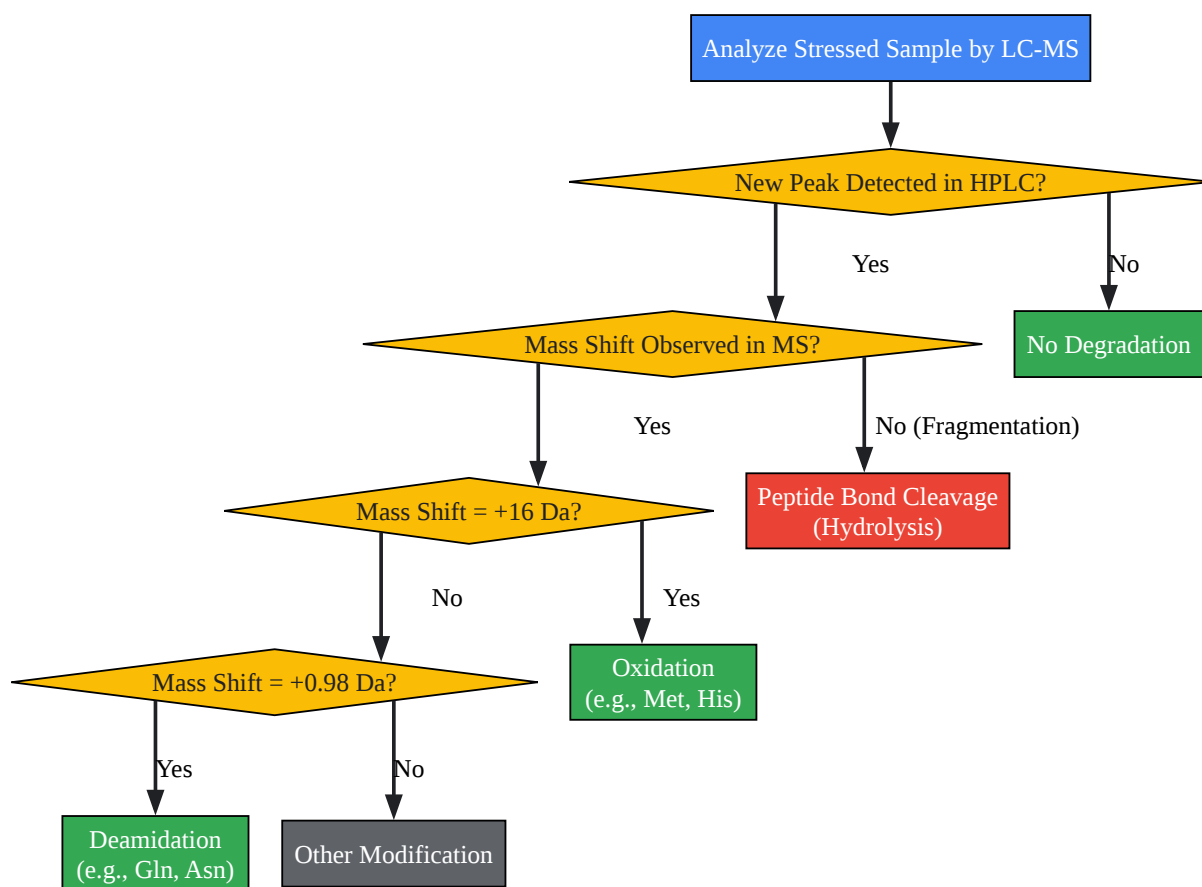 Analyze Stressed Sample by LC-MS
New Peak Detected in HPLC?
Yes
No
Mass Shift Observed in MS?
No Degradation
Yes
No (Fragmentation)
Mass Shift = +16 Da?
Peptide Bond Cleavage
(Hydrolysis)
No
Yes
Mass Shift = +0.98 Da?
Oxidation
(e.g., Met, His)
Yes
No
Deamidation
(e.g., Gln, Asn)
Other Modification